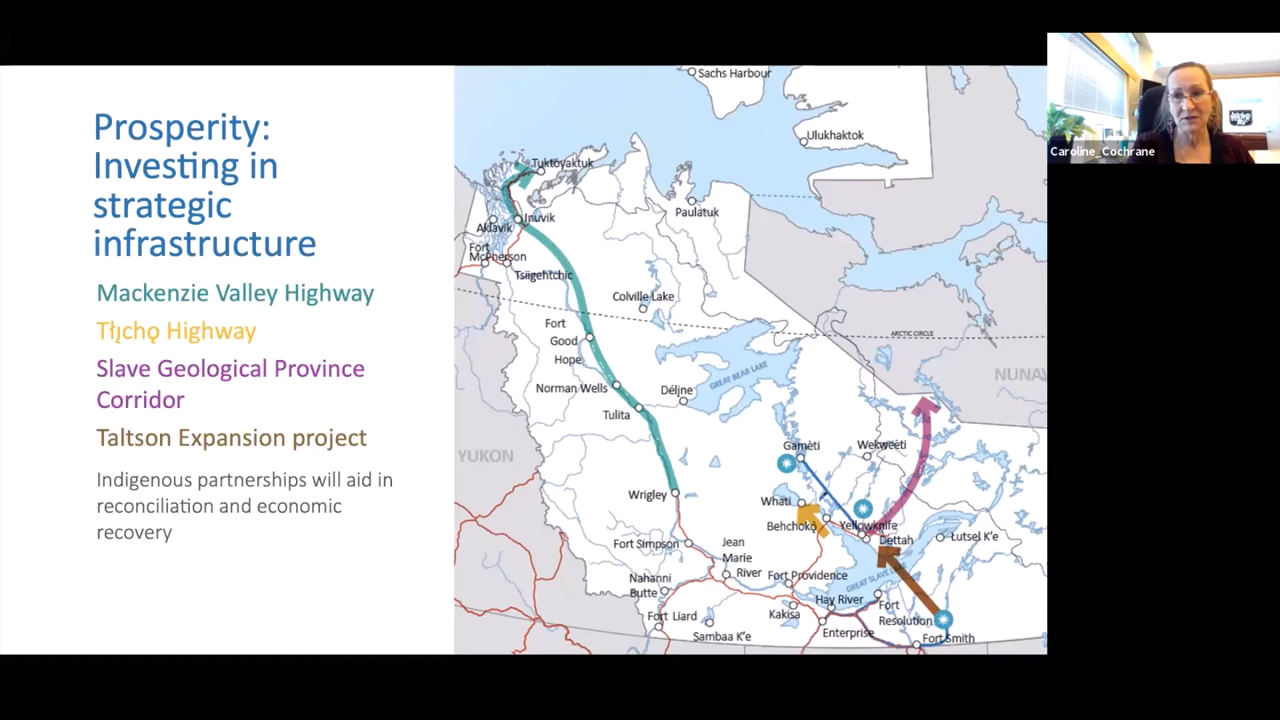 Prosperity:
Investing in
strategic
infrastructure
Mackenzie Valley Highway
Tłı̨chǫ Highway
Slave Geological Province
Corridor
Taltson Expansion project
Indigenous partnerships will aid in
reconciliation and economic
recovery
Sachs Harbour
Ulukhaktok
Tuktoyaktuk
Paulatuk
Inuvik
Aklavik
Fort
McPherson
Tsiigehtchic
Colville Lake
ARCTIC CIRCLE
Fort
Good
Hope
GREAT BEAR LAKE
NUNAV
Norman Wells
Délįne
Tulita
YUKON
Gamètì
Wekweètì
Wrigley
Whatì
Behchokǫ̀
Yellowknife
Dettah
Lutsel K'e
Fort Simpson
Jean
Marie
River
Fort Providence
GREAT SLAVE
Nahanni
Butte
Hay River
Fort
Resolution
Fort Liard
Kakisa
Enterprise
Sambaa K'e
Fort Smith
Caroline_Cochrane